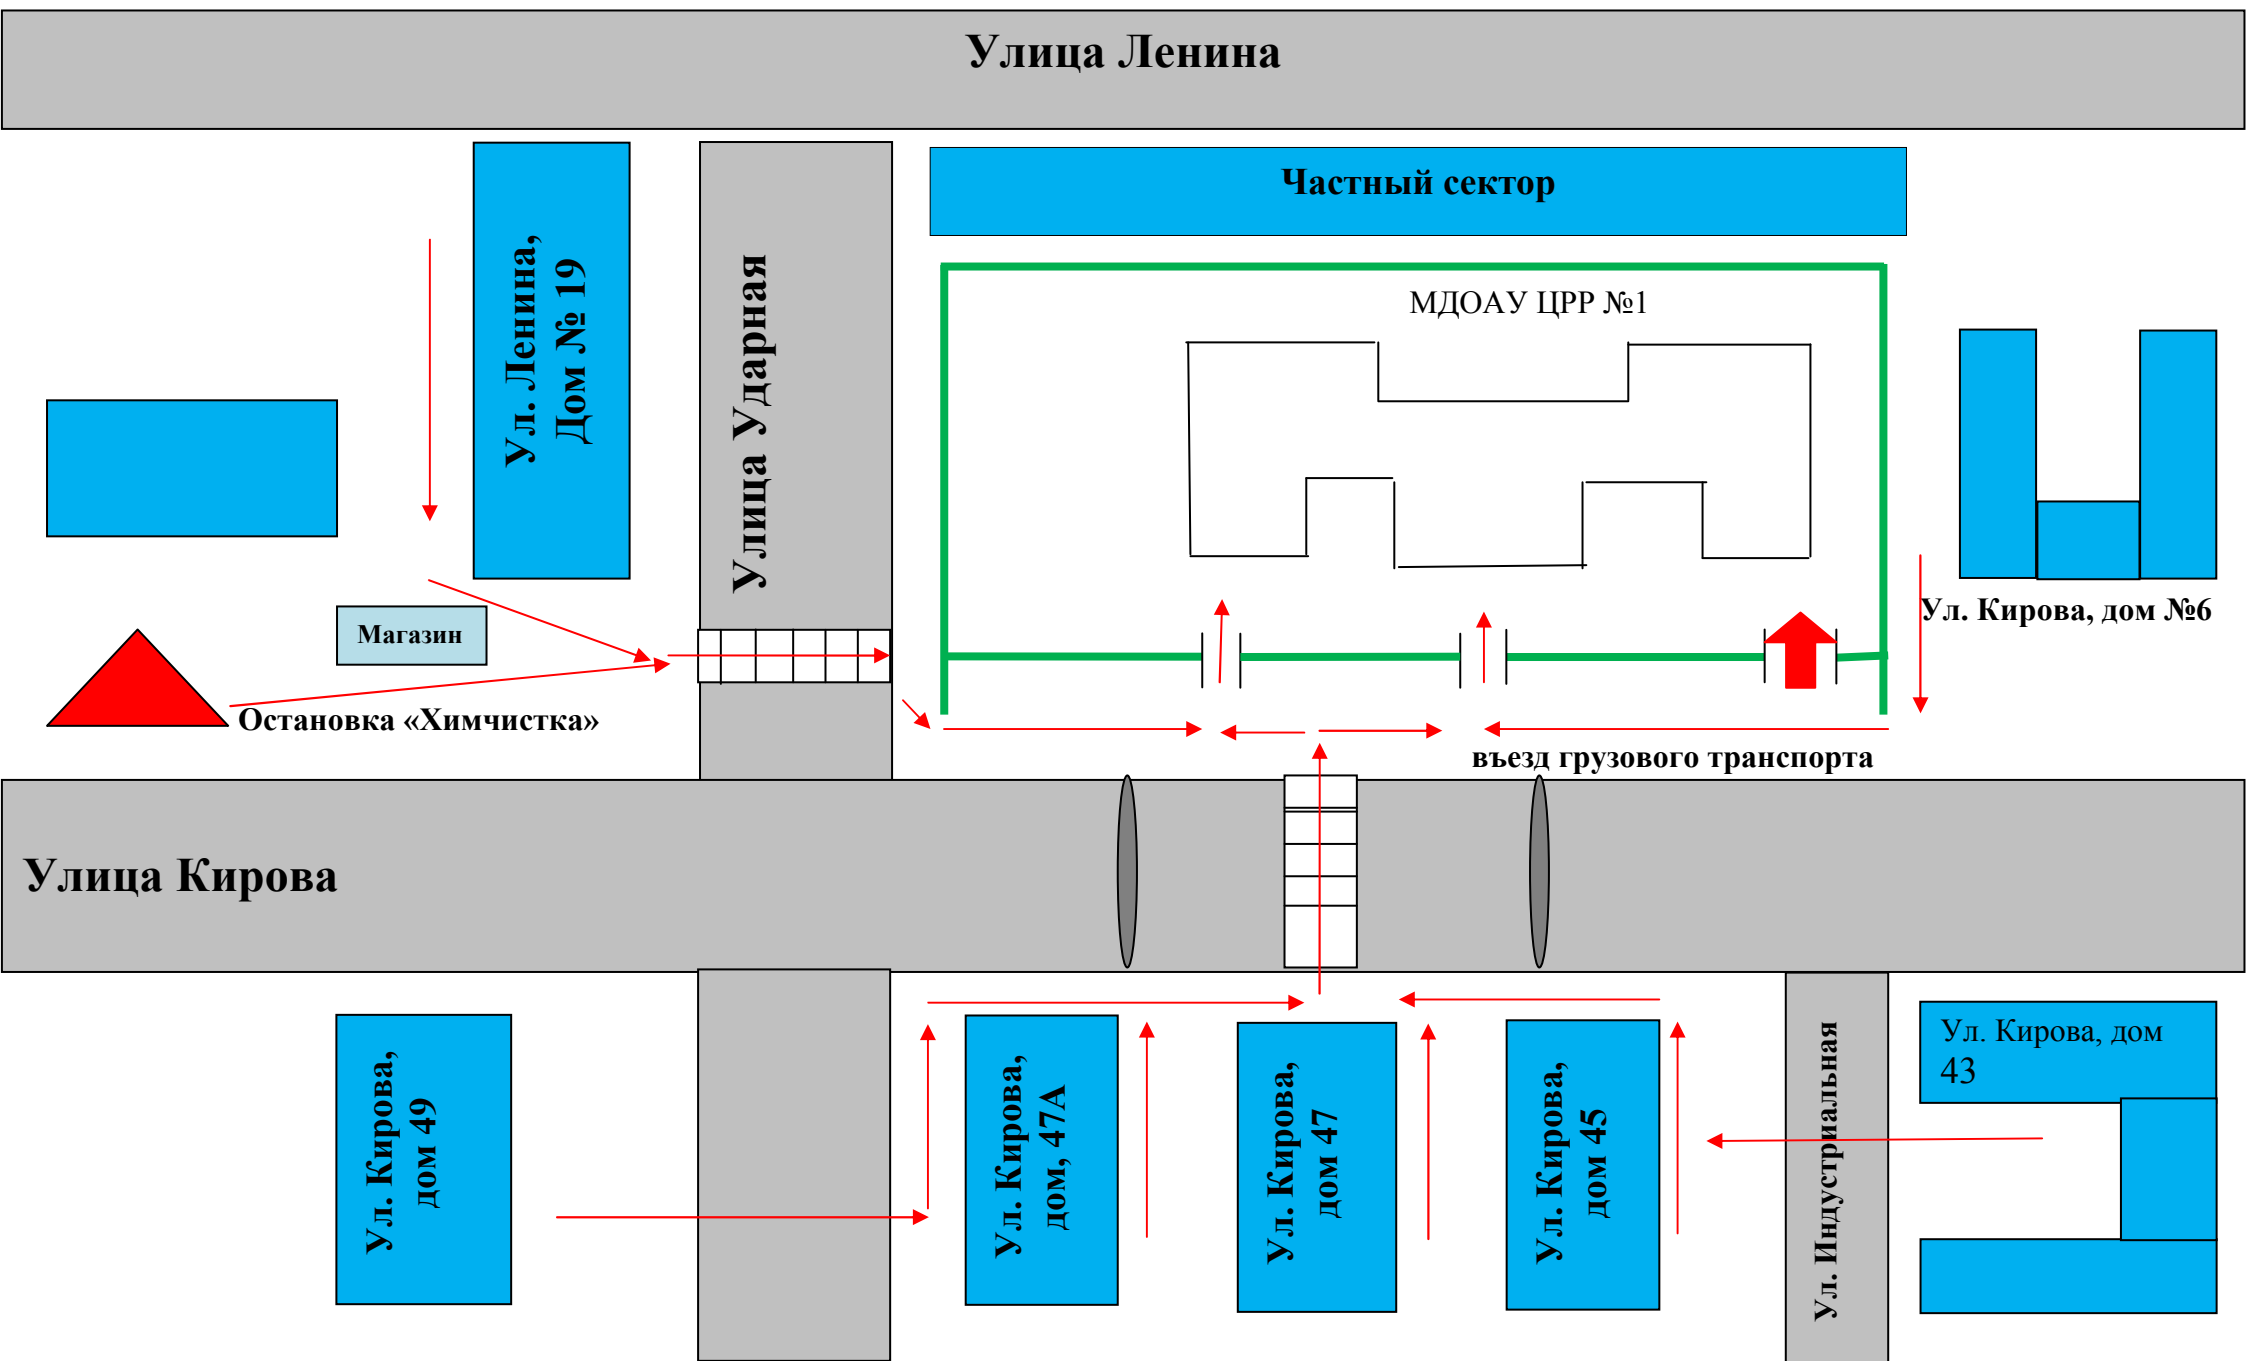 Улица Ленина
Частный сектор
Ул. Ленина,
Дом № 19
Улица Ударная
МДОАУ ЦРР №1
Ул. Кирова, дом №6
Магазин
Остановка «Химчистка»
въезд грузового транспорта
Улица Кирова
Ул. Кирова,
дом 49
Ул. Кирова,
дом, 47А
Ул. Кирова,
дом 47
Ул. Кирова,
дом 45
Ул. Индустриальная
Ул. Кирова, дом
43